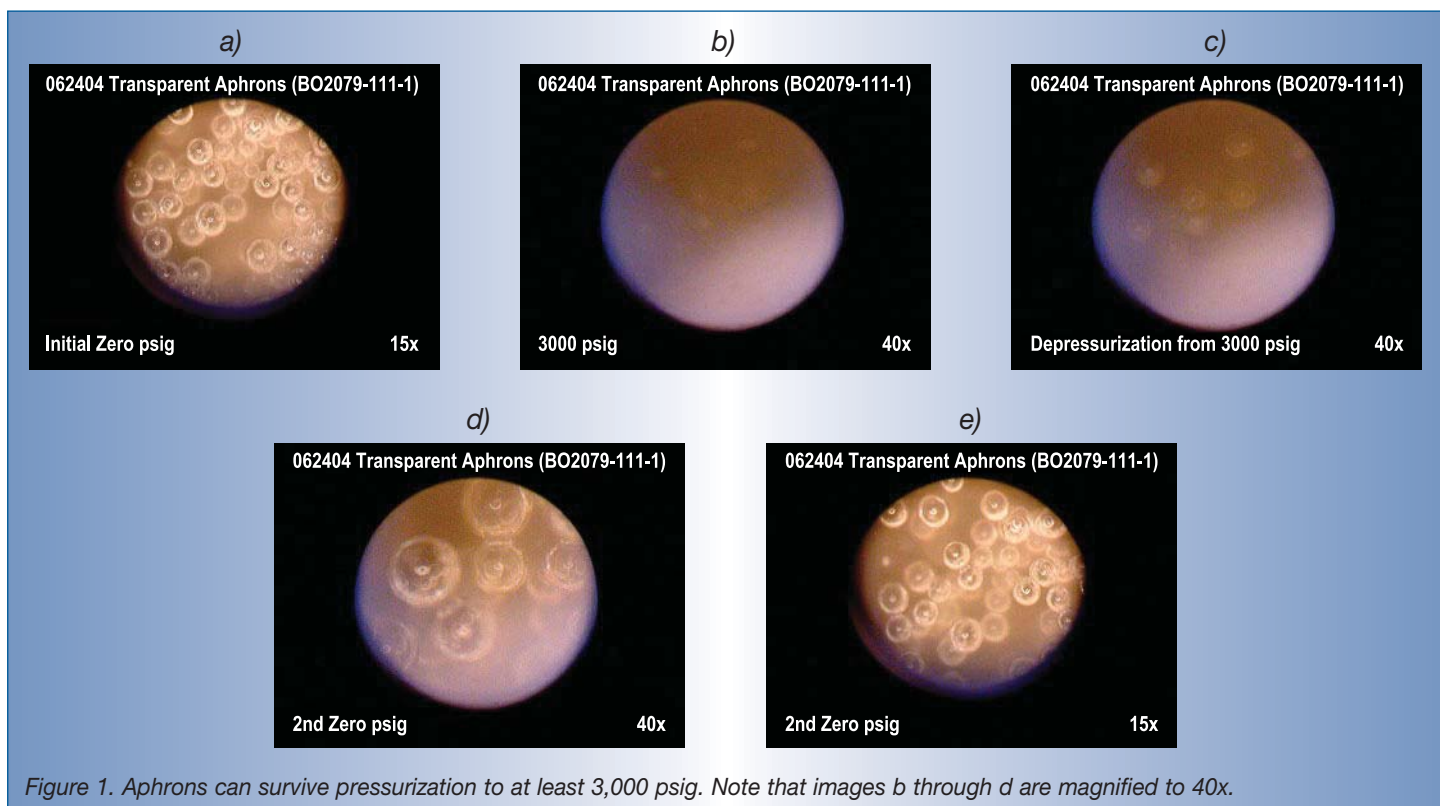 a)
b)
c)
062404 Transparent Aphrons (BO2079-111-1)
Initial Zero psig 15x
062404 Transparent Aphrons (BO2079-111-1)
3000 psig 40x
062404 Transparent Aphrons (BO2079-111-1)
Depressurization from 3000 psig 40x
d)
e)
062404 Transparent Aphrons (BO2079-111-1)
2nd Zero psig 40x
062404 Transparent Aphrons (BO2079-111-1)
2nd Zero psig 15x
Figure 1. Aphrons can survive pressurization to at least 3,000 psig. Note that images b through d are magnified to 40x.